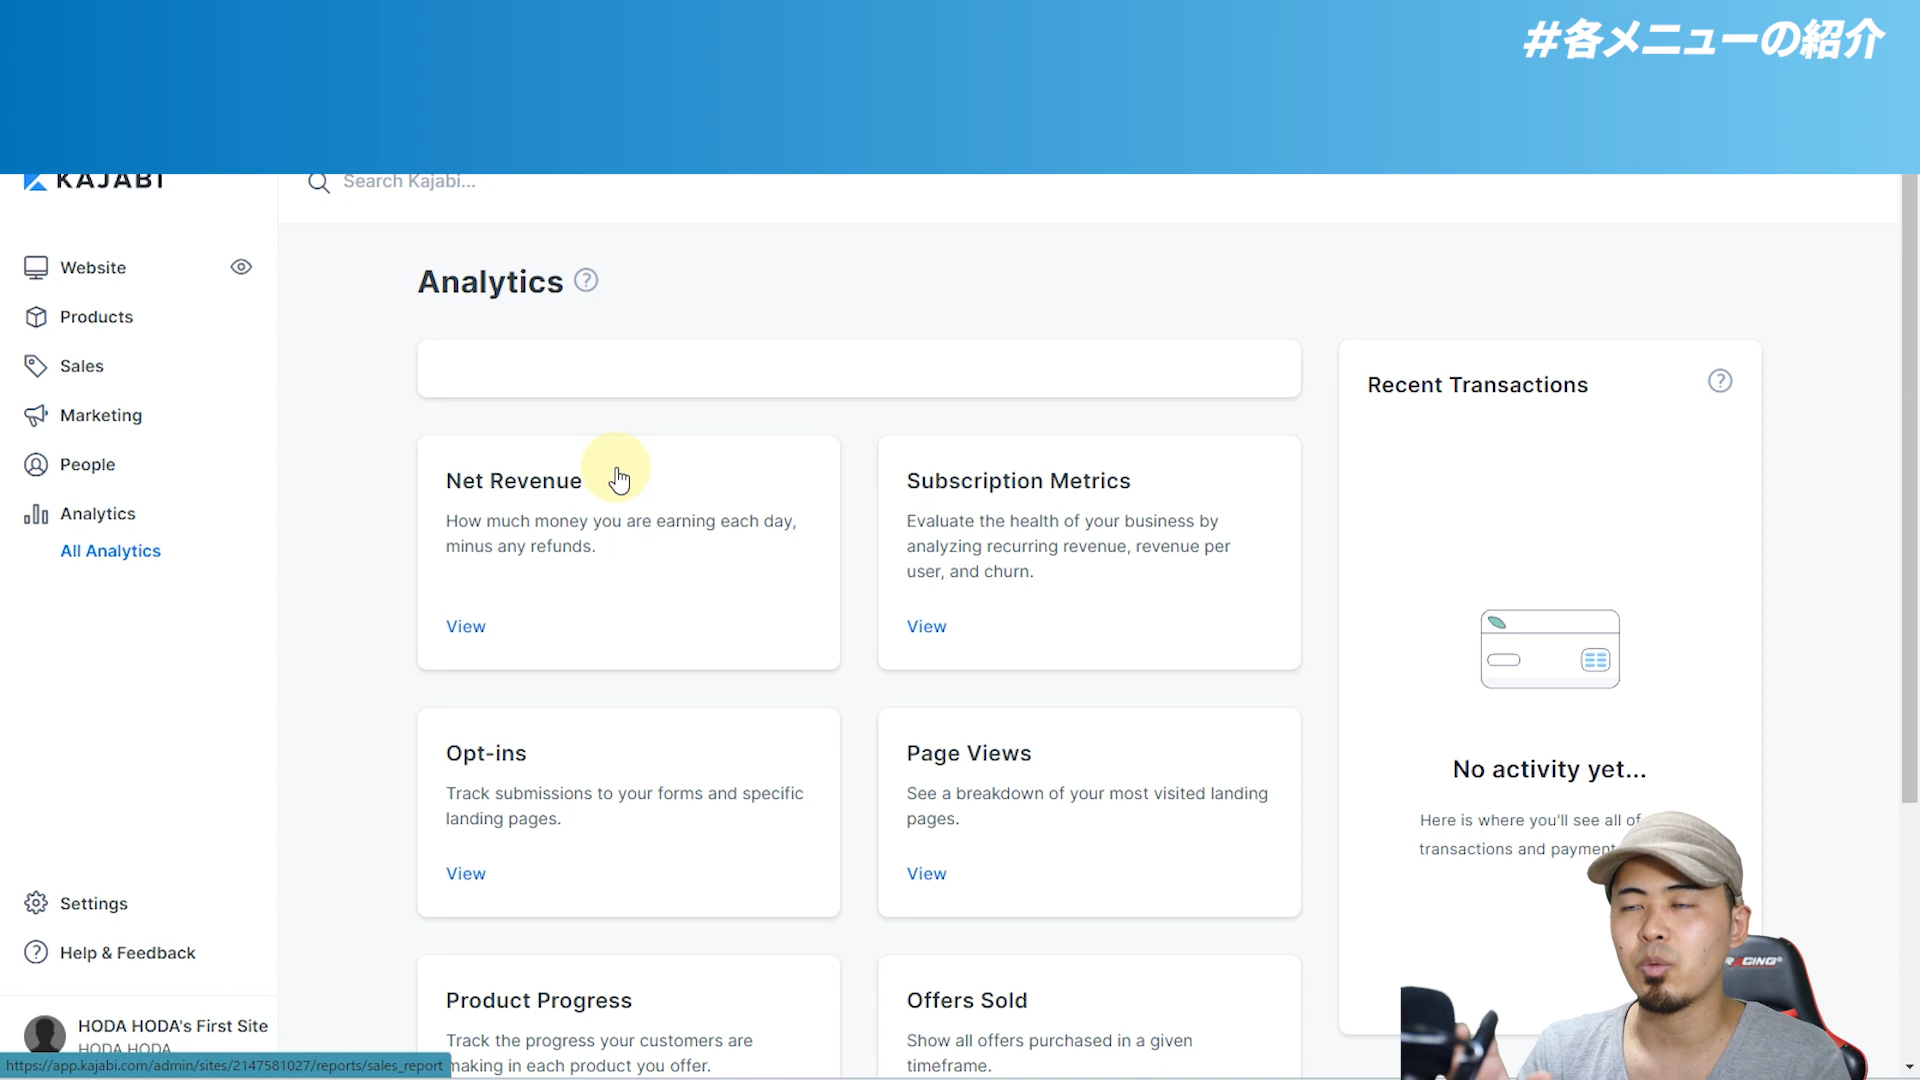 #各メニューの紹介
KAJABI
Search Kajabi...
Website
Products
Sales
Marketing
People
Analytics
All Analytics
Settings
Help & Feedback
HODA HODA's First Site
HODA HODA
https://app.kajabi.com/admin/sites/2147581027/reports/sales_report
Analytics
Net Revenue
How much money you are earning each day,
minus any refunds.
View
Subscription Metrics
Evaluate the health of your business by
analyzing recurring revenue, revenue per
user, and churn.
View
Opt-ins
Track submissions to your forms and specific
landing pages.
View
Page Views
See a breakdown of your most visited landing
pages.
View
Product Progress
Track the progress your customers are
making in each product you offer.
Offers Sold
Show all offers purchased in a given
timeframe.
Recent Transactions
No activity yet...
Here is where you'll see all of
transactions and payment
RACING